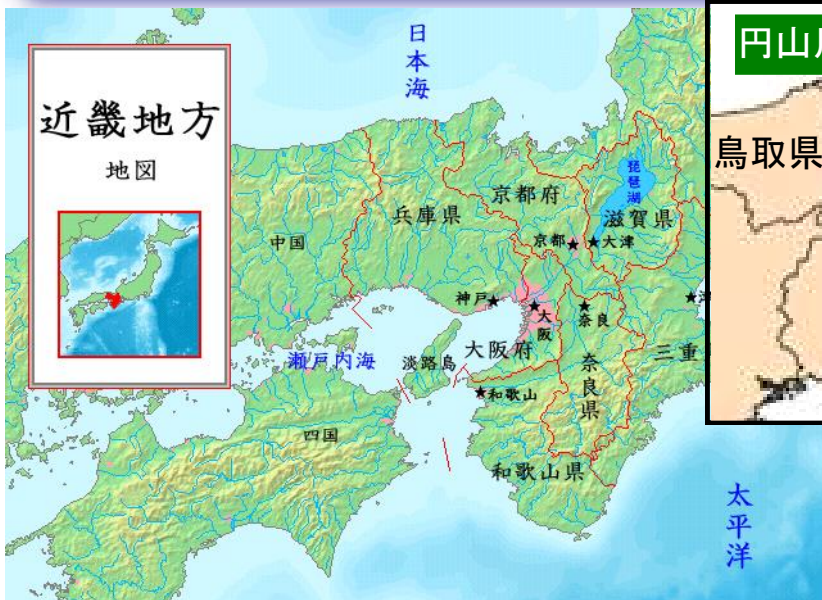 近畿地方
地図
日本海
円山
鳥取県
京都府
琵琶湖
滋賀県
兵庫県
京都
大津
中国
神戸
大阪
奈良
三重
瀬戸内海
淡路島
大阪府
奈良県
和歌山
四国
和歌山県
太平洋